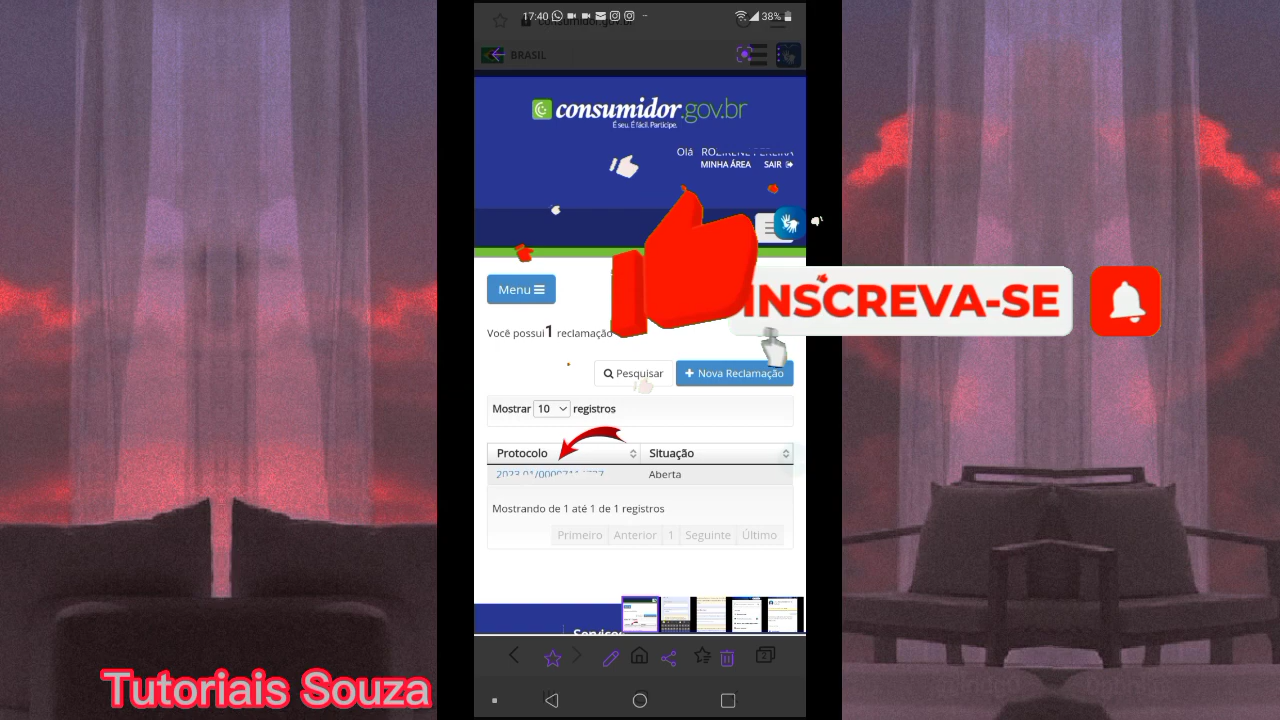 17:40 38%
BRASIL
consumidor.gov.br
É seu. É fácil. Participe.
Olá
MINHA ÁREA SAIR
Menu
INSCREVA-SE
Você possui 1 reclamação
Pesquisar + Nova Reclamação
Mostrar 10 registros
Protocolo Situação
Aberta
Mostrando de 1 até 1 de 1 registros
Primeiro Anterior 1 Seguinte Último
Tutoriais Souza